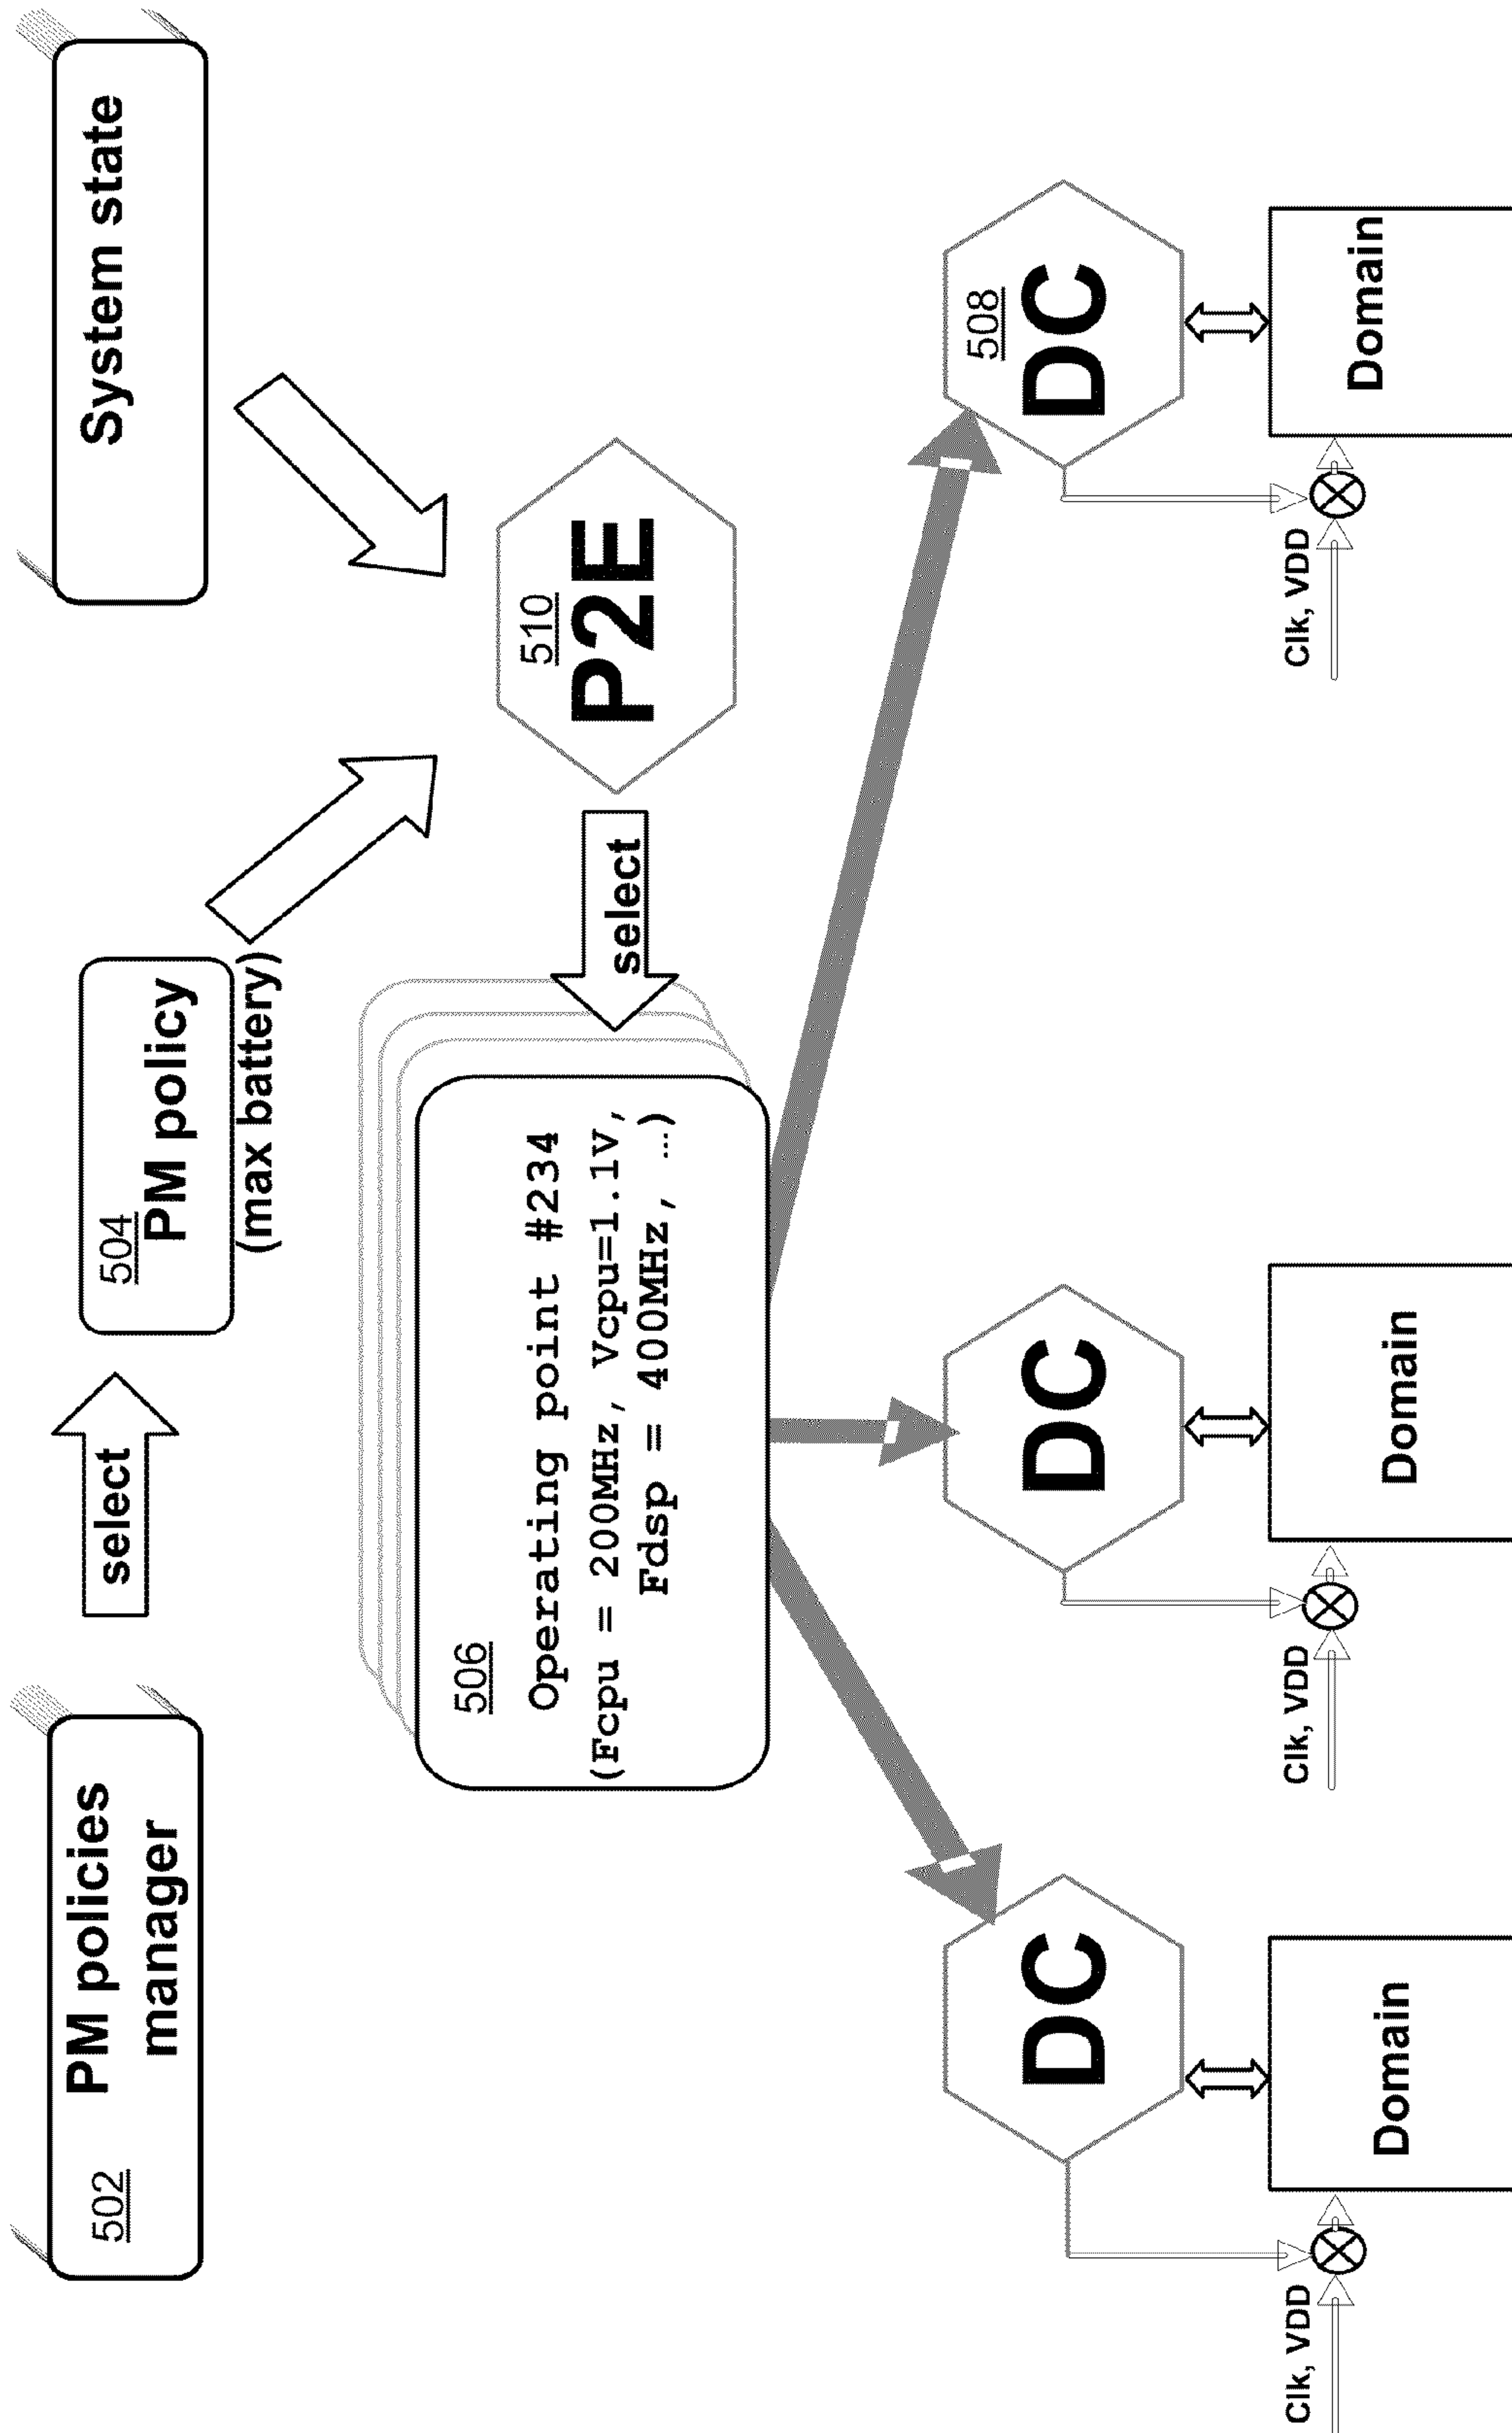 502
PM policies
manager
select
504
PM policy
(max battery)
System state
506
Operating point #234
(Fcpu = 200MHz, Vcpu=1.1V,
Fdsp = 400MHz, …)
select
510
P2E
DC
DC
508
DC
Clk, VDD
Domain
Clk, VDD
Domain
Clk, VDD
Domain